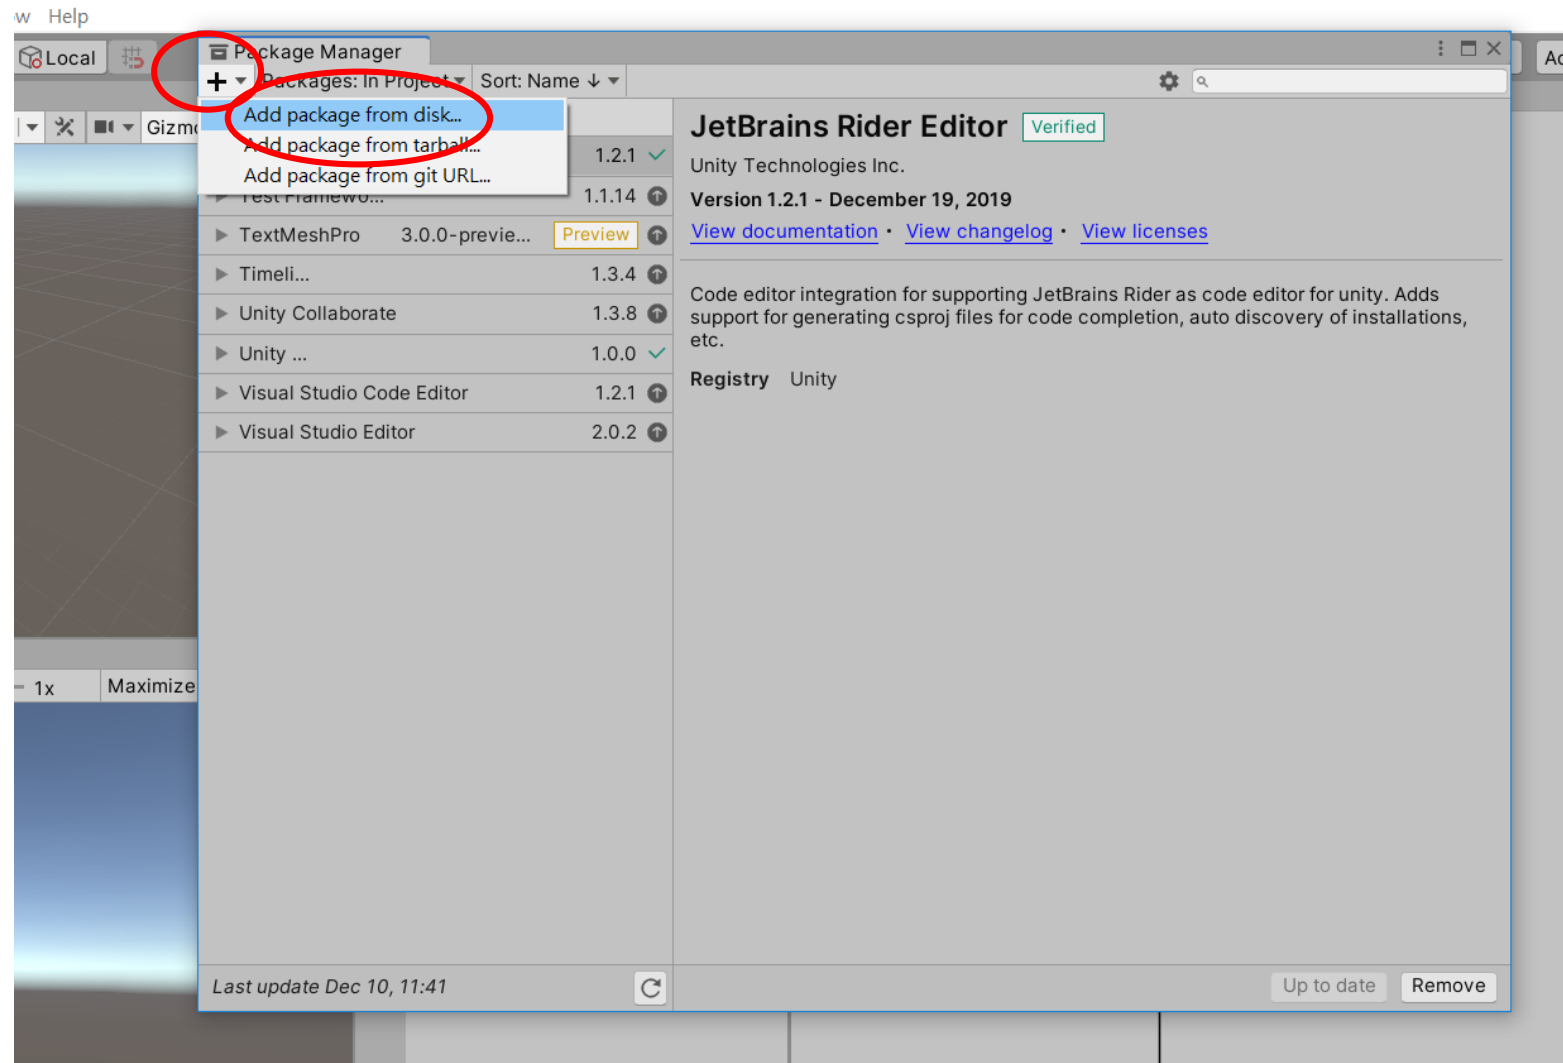 ow Help
Local
Package Manager
Ad
+ Packages: In Project Sort: Name ↓
Add package from disk...
Add package from tarball...
Add package from git URL...
Gizmo
1.2.1
Test Framewo... 1.1.14
TextMeshPro 3.0.0-previe... Preview
Timeli... 1.3.4
Unity Collaborate 1.3.8
Unity ... 1.0.0
Visual Studio Code Editor 1.2.1
Visual Studio Editor 2.0.2
JetBrains Rider Editor Verified
Unity Technologies Inc.
Version 1.2.1 - December 19, 2019
View documentation • View changelog • View licenses
Code editor integration for supporting JetBrains Rider as code editor for unity. Adds
support for generating csproj files for code completion, auto discovery of installations,
etc.
Registry Unity
1x Maximize
Last update Dec 10, 11:41
Up to date Remove